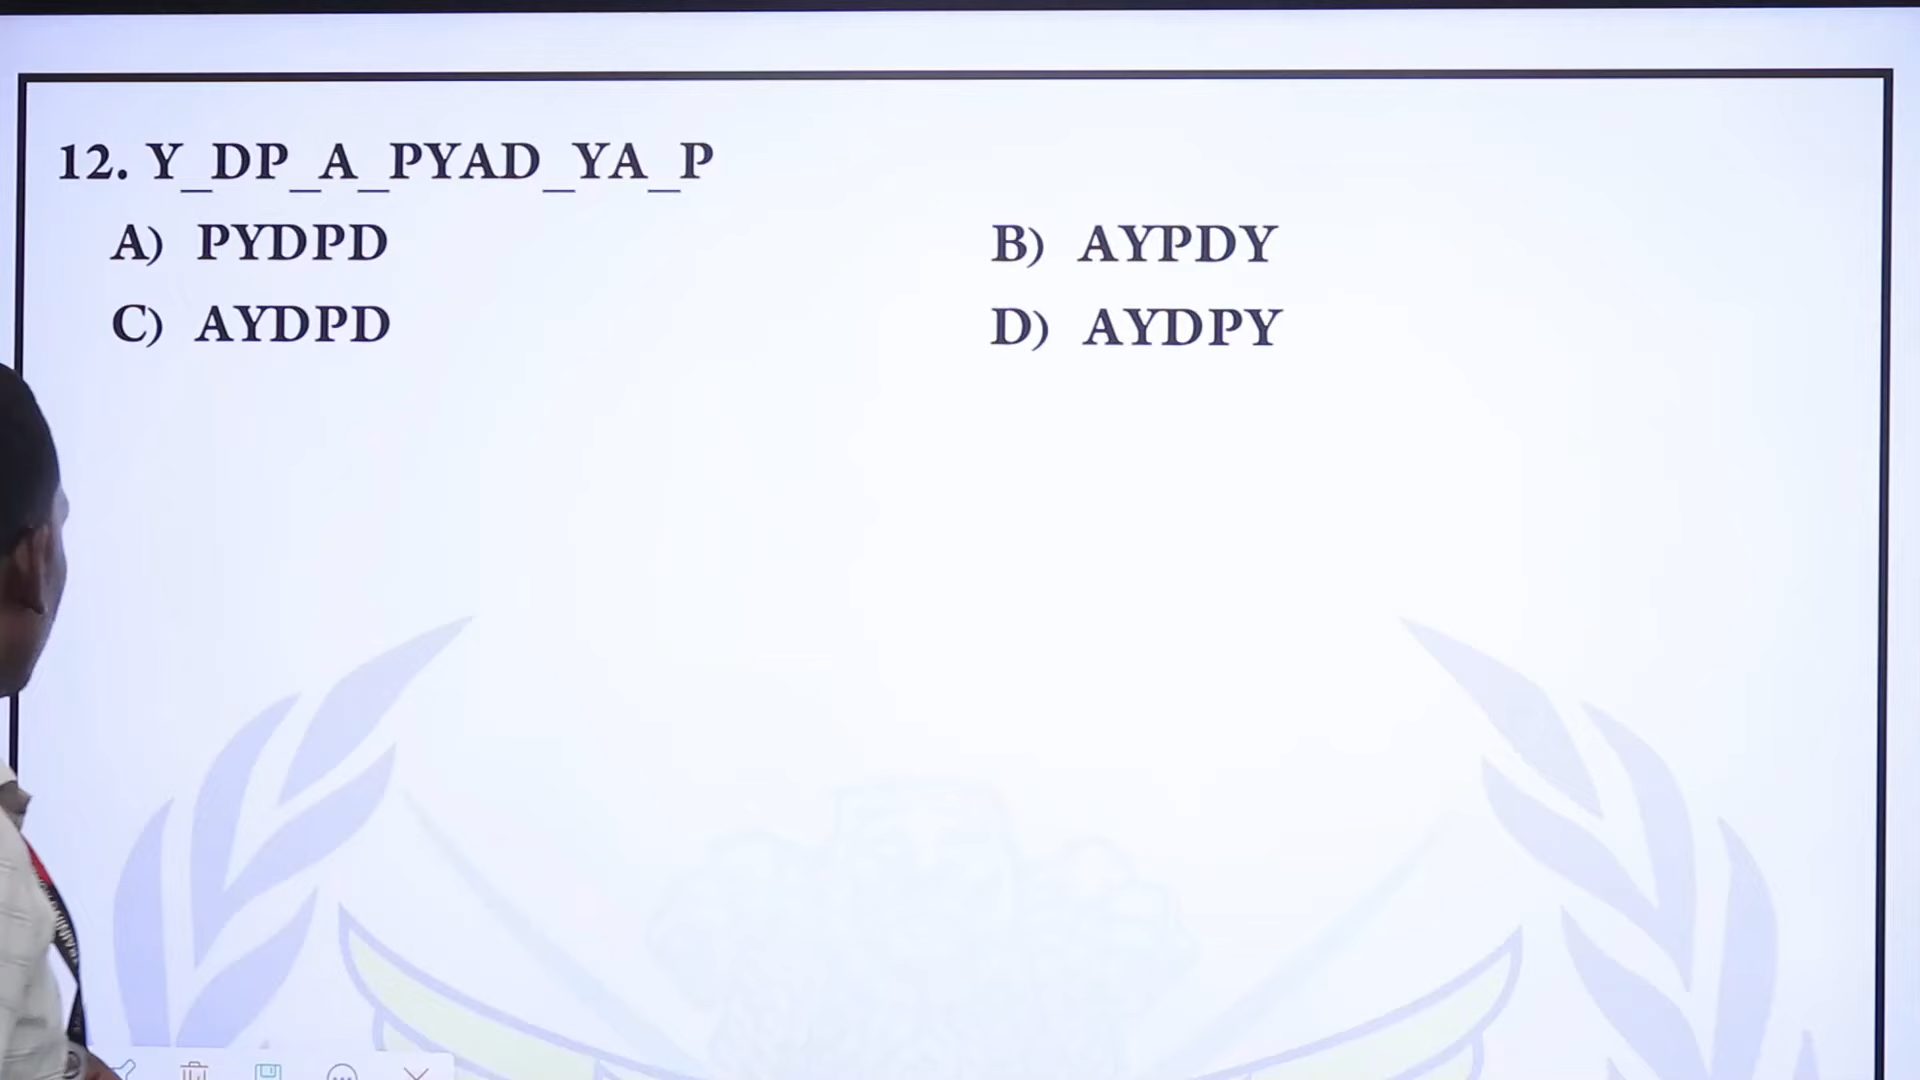 12. Y_DP_A_PYAD_YA_P
A) PYDPD
B) AYPDY
C) AYDPD
D) AYDPY